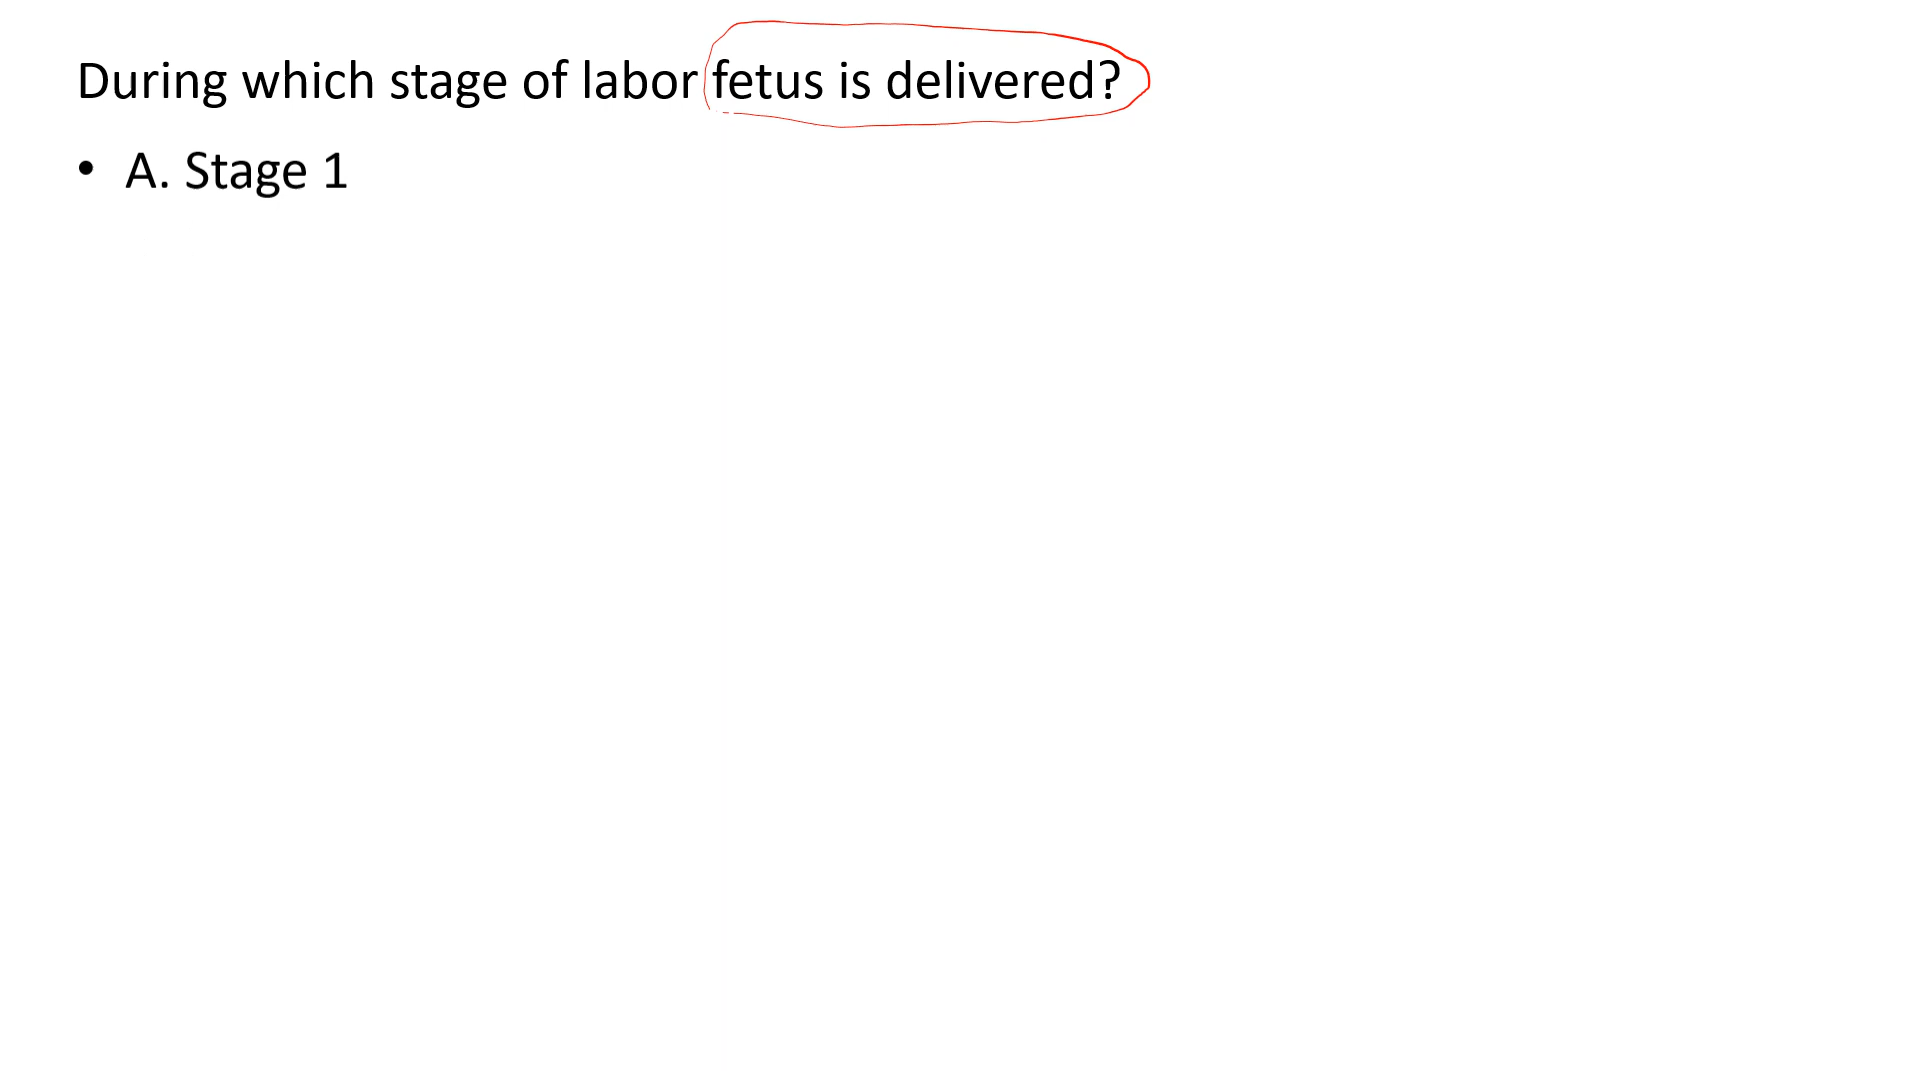 During which stage of labor fetus is delivered?
• A. Stage 1